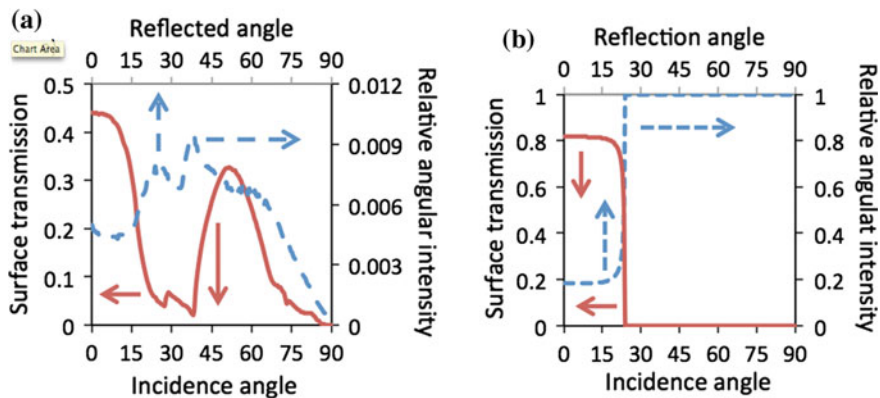 (a)
Reflected angle
Chart Area
0 15 30 45 60 75 90
Surface transmission
0.5
0.4
0.3
0.2
0.1
0
0.012
0.009
0.006
0.003
0
Relative angular intensity
0 15 30 45 60 75 90
Incidence angle
(b)
Reflection angle
0 15 30 45 60 75 90
Surface transmission
1
0.8
0.6
0.4
0.2
0
1
0.8
0.6
0.4
0.2
0
Relative angulat intensity
0 15 30 45 60 75 90
Incidence angle